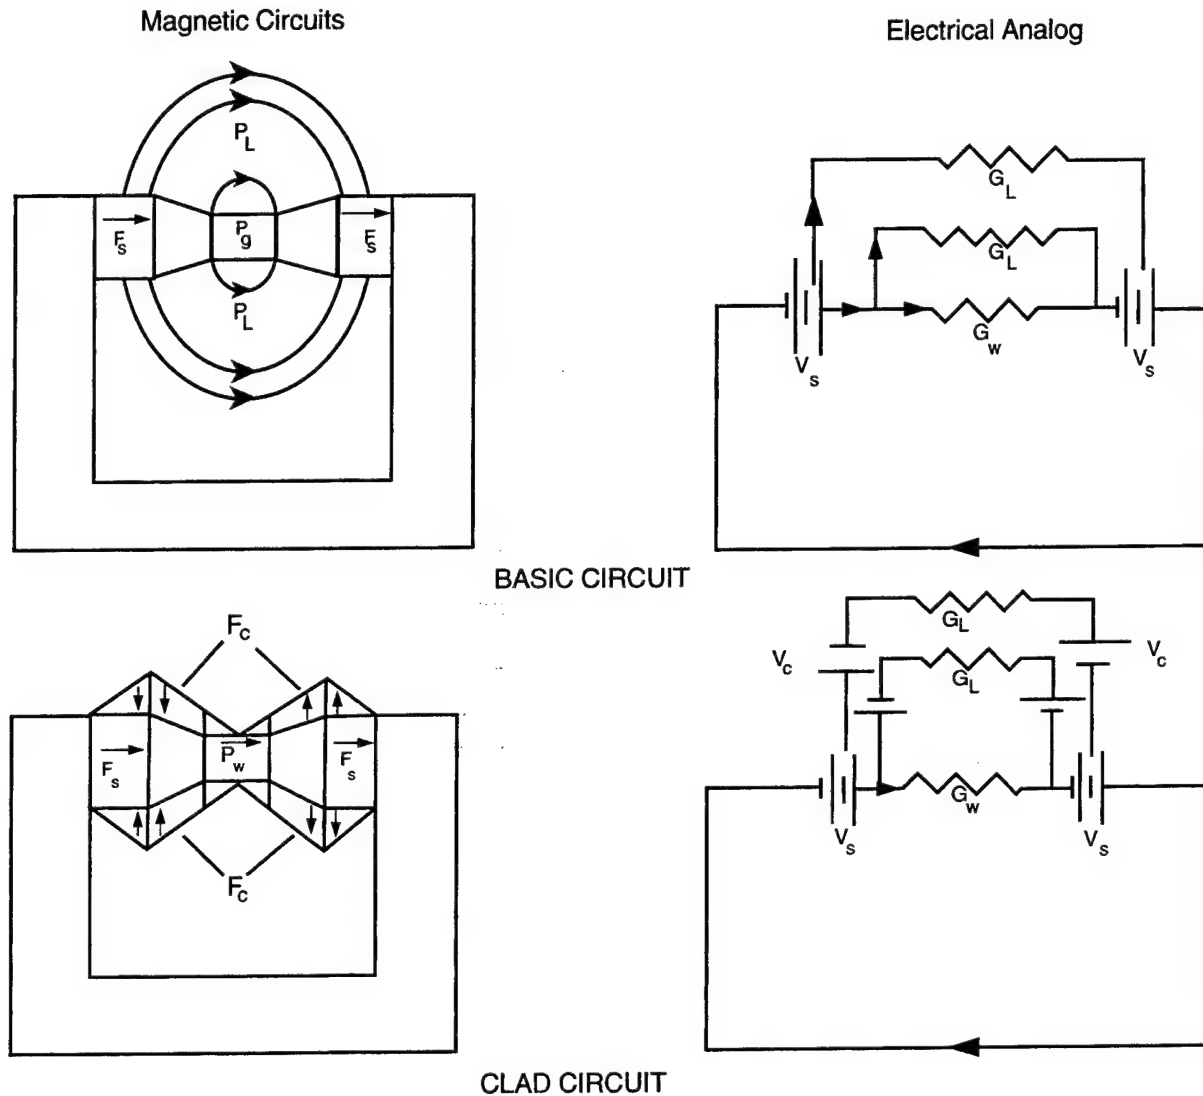 Magnetic Circuits
Electrical Analog
P_L
F_s
P_g
F_s
P_L
G_L
G_L
G_w
V_s
V_s
BASIC CIRCUIT
F_c
F_s
P_w
F_s
F_c
G_L
V_c
V_c
G_L
G_w
V_s
V_s
CLAD CIRCUIT